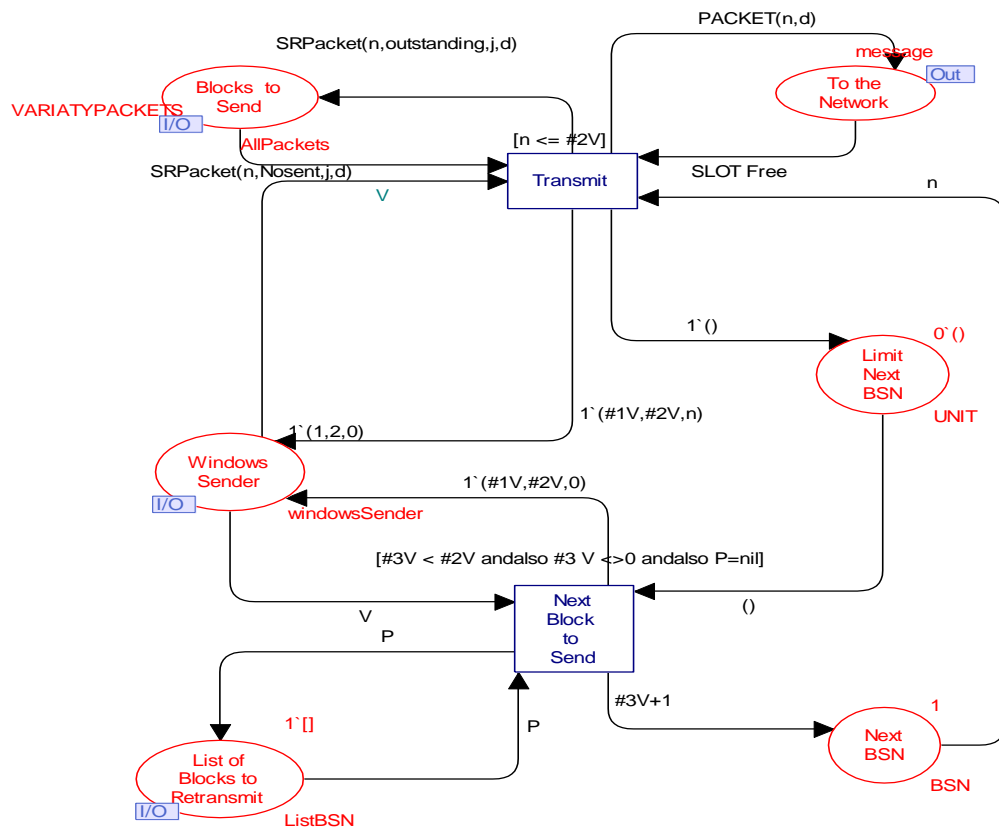 PACKET(n,d)
SRPacket(n,outstanding,j,d)
message
Blocks to
Send
To the
Network
Out
VARIATYPACKETS
I/O
AllPackets
[n <= #2V]
SRPacket(n,Nosent,j,d)
SLOT Free
Transmit
V
n
1`()
0`()
Limit
Next
BSN
UNIT
1`(#1V,#2V,n)
1`(1,2,0)
Windows
Sender
I/O
1`(#1V,#2V,0)
windowsSender
[#3V < #2V andalso #3 V <>0 andalso P=nil]
Next
Block
to
Send
()
V
P
#3V+1
1`[]
P
1
List of
Blocks to
Retransmit
I/O
ListBSN
Next
BSN
BSN